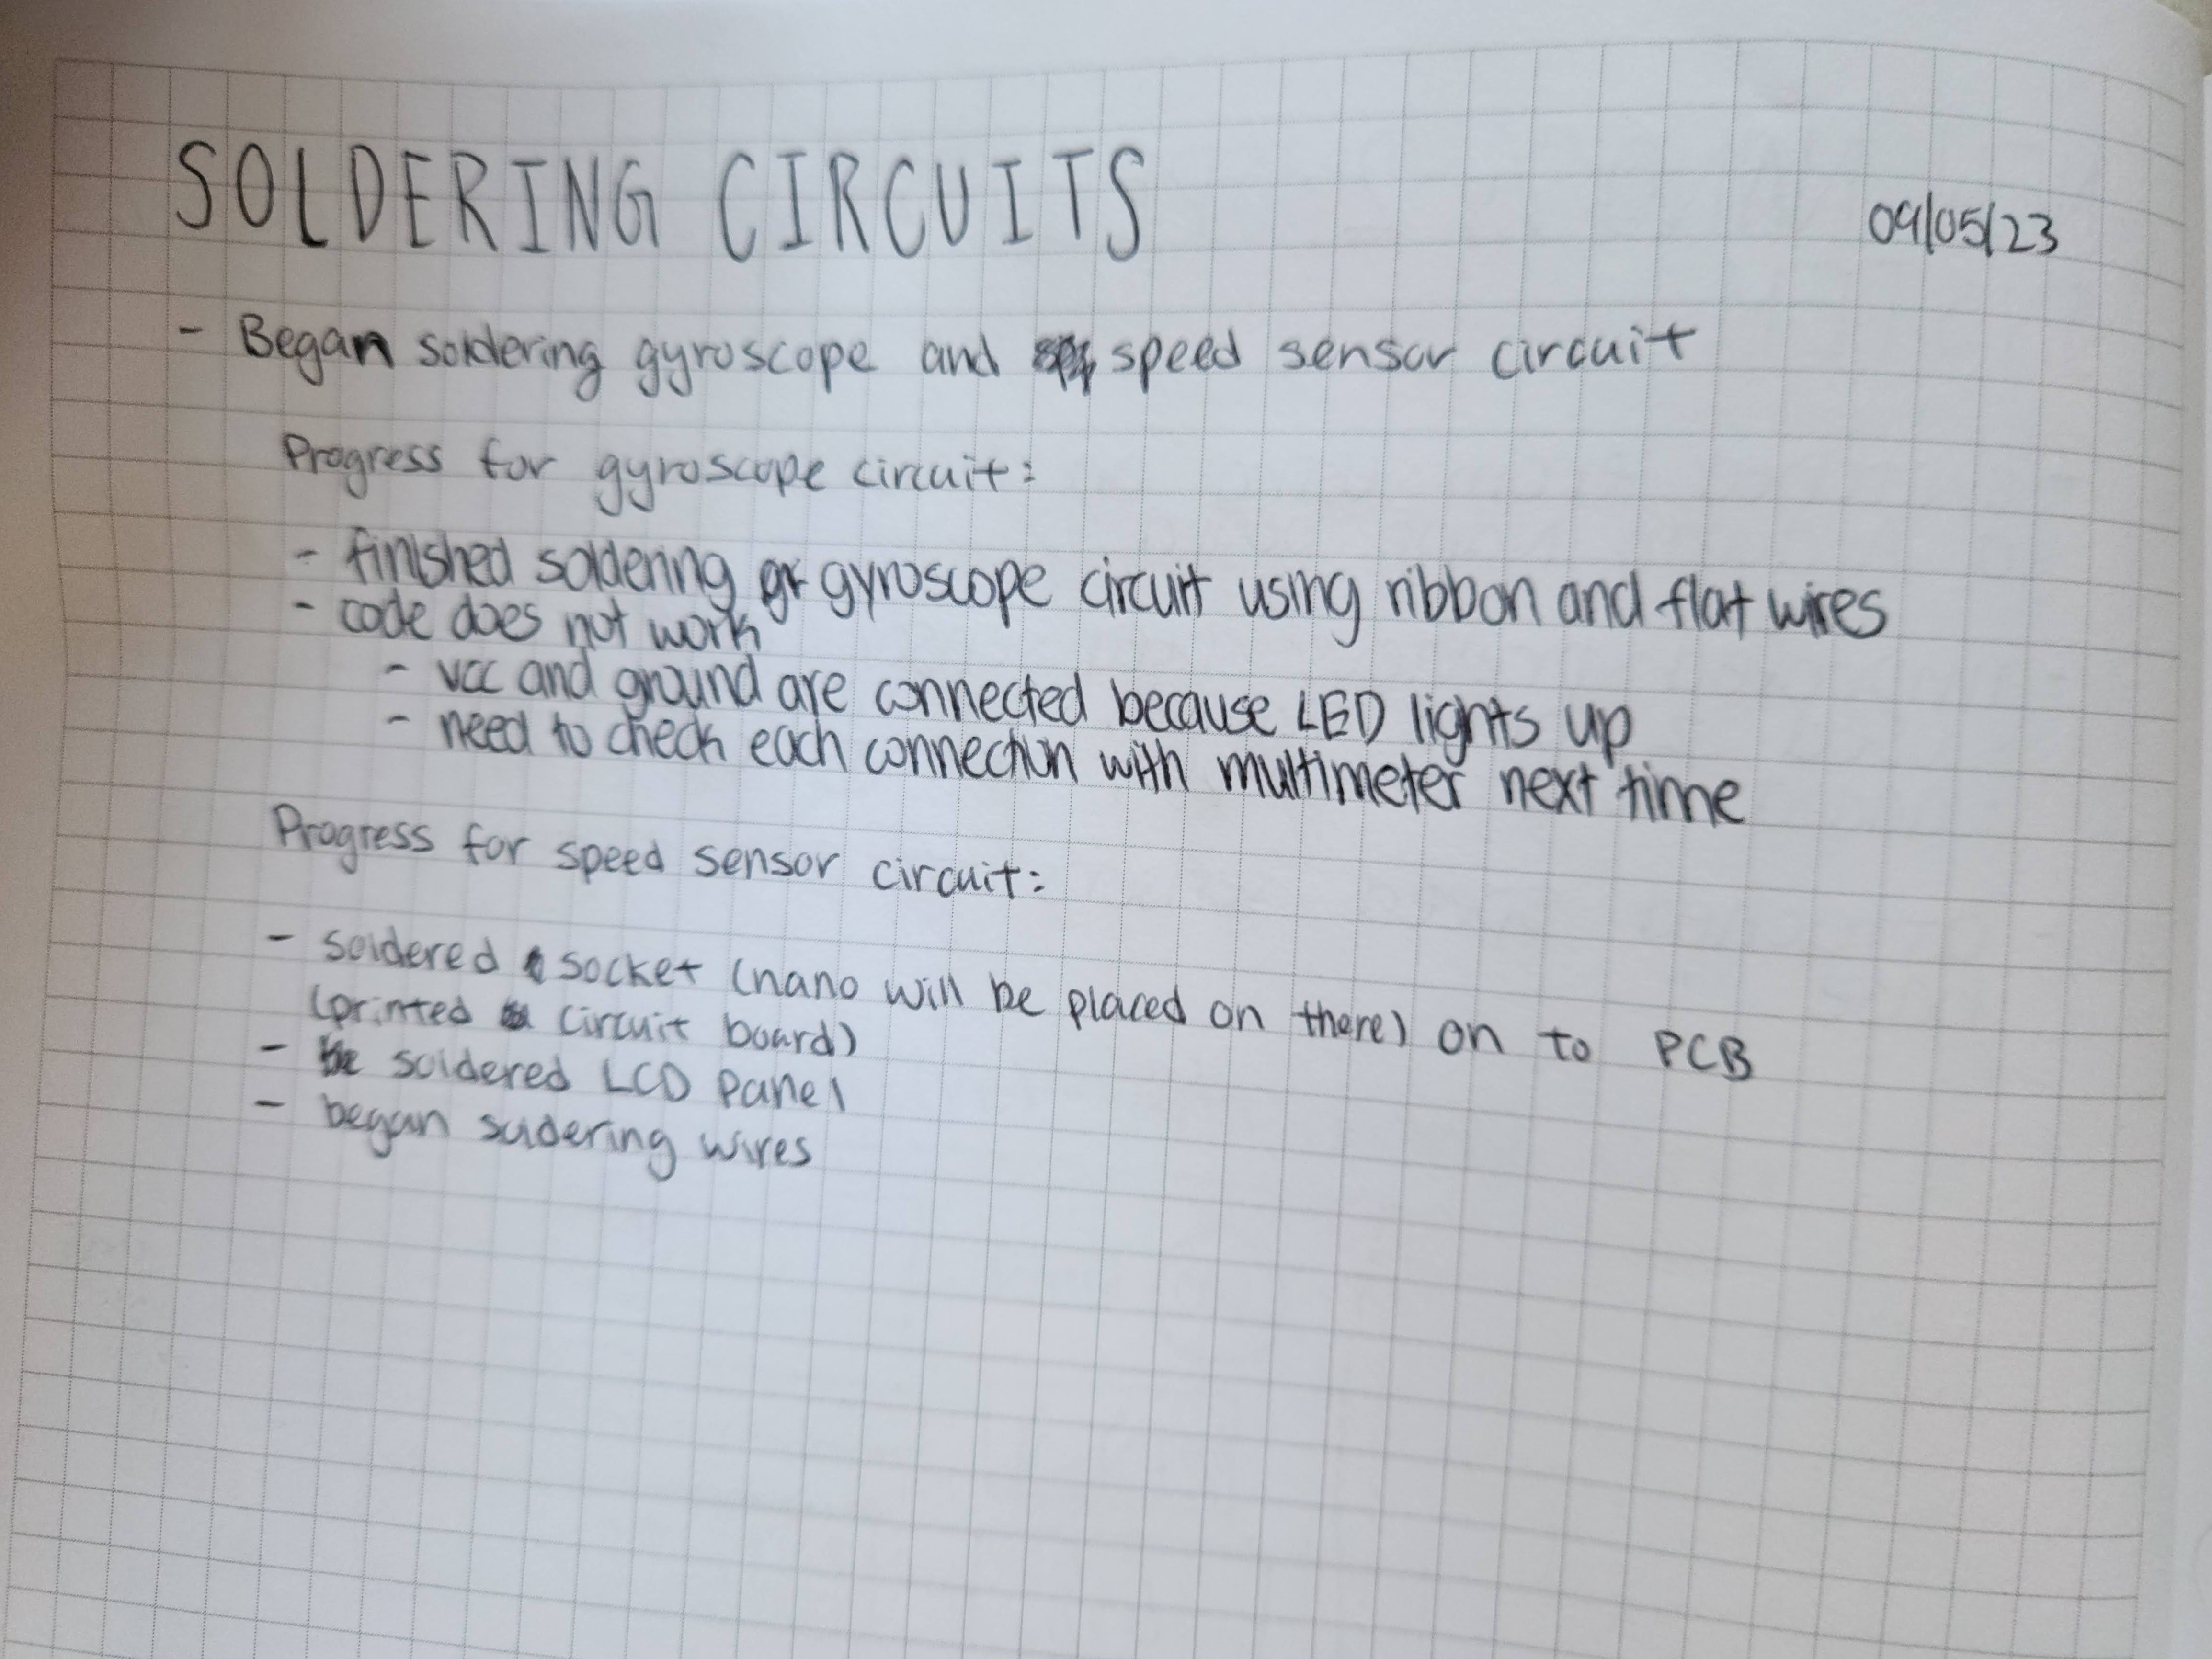 SOLDERING CIRCUITS
09/05/23
- Began soldering gyroscope and speed sensor circuit
Progress for gyroscope circuit:
- finished soldering gyroscope circuit using ribbon and flat wires
- code does not work
- vcc and ground are connected because LED lights up
- need to check each connection with multimeter next time
Progress for speed sensor circuit:
- soldered socket (nano will be placed on there) on to PCB
(printed circuit board)
- soldered LCD panel
- began soldering wires